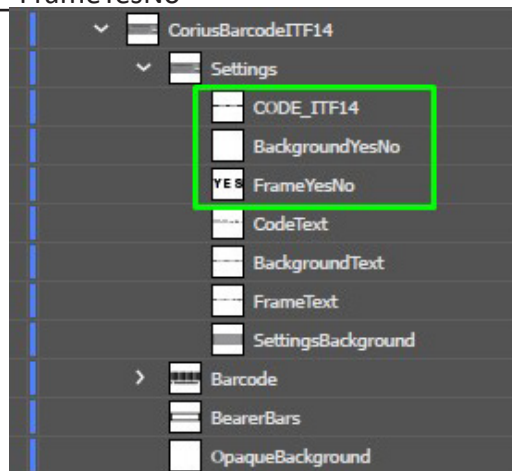 FrameYesNo
CoriusBarcodeITF14
Settings
CODE_ITF14
BackgroundYesNo
YES FrameYesNo
CodeText
BackgroundText
FrameText
SettingsBackground
Barcode
BearerBars
OpaqueBackground